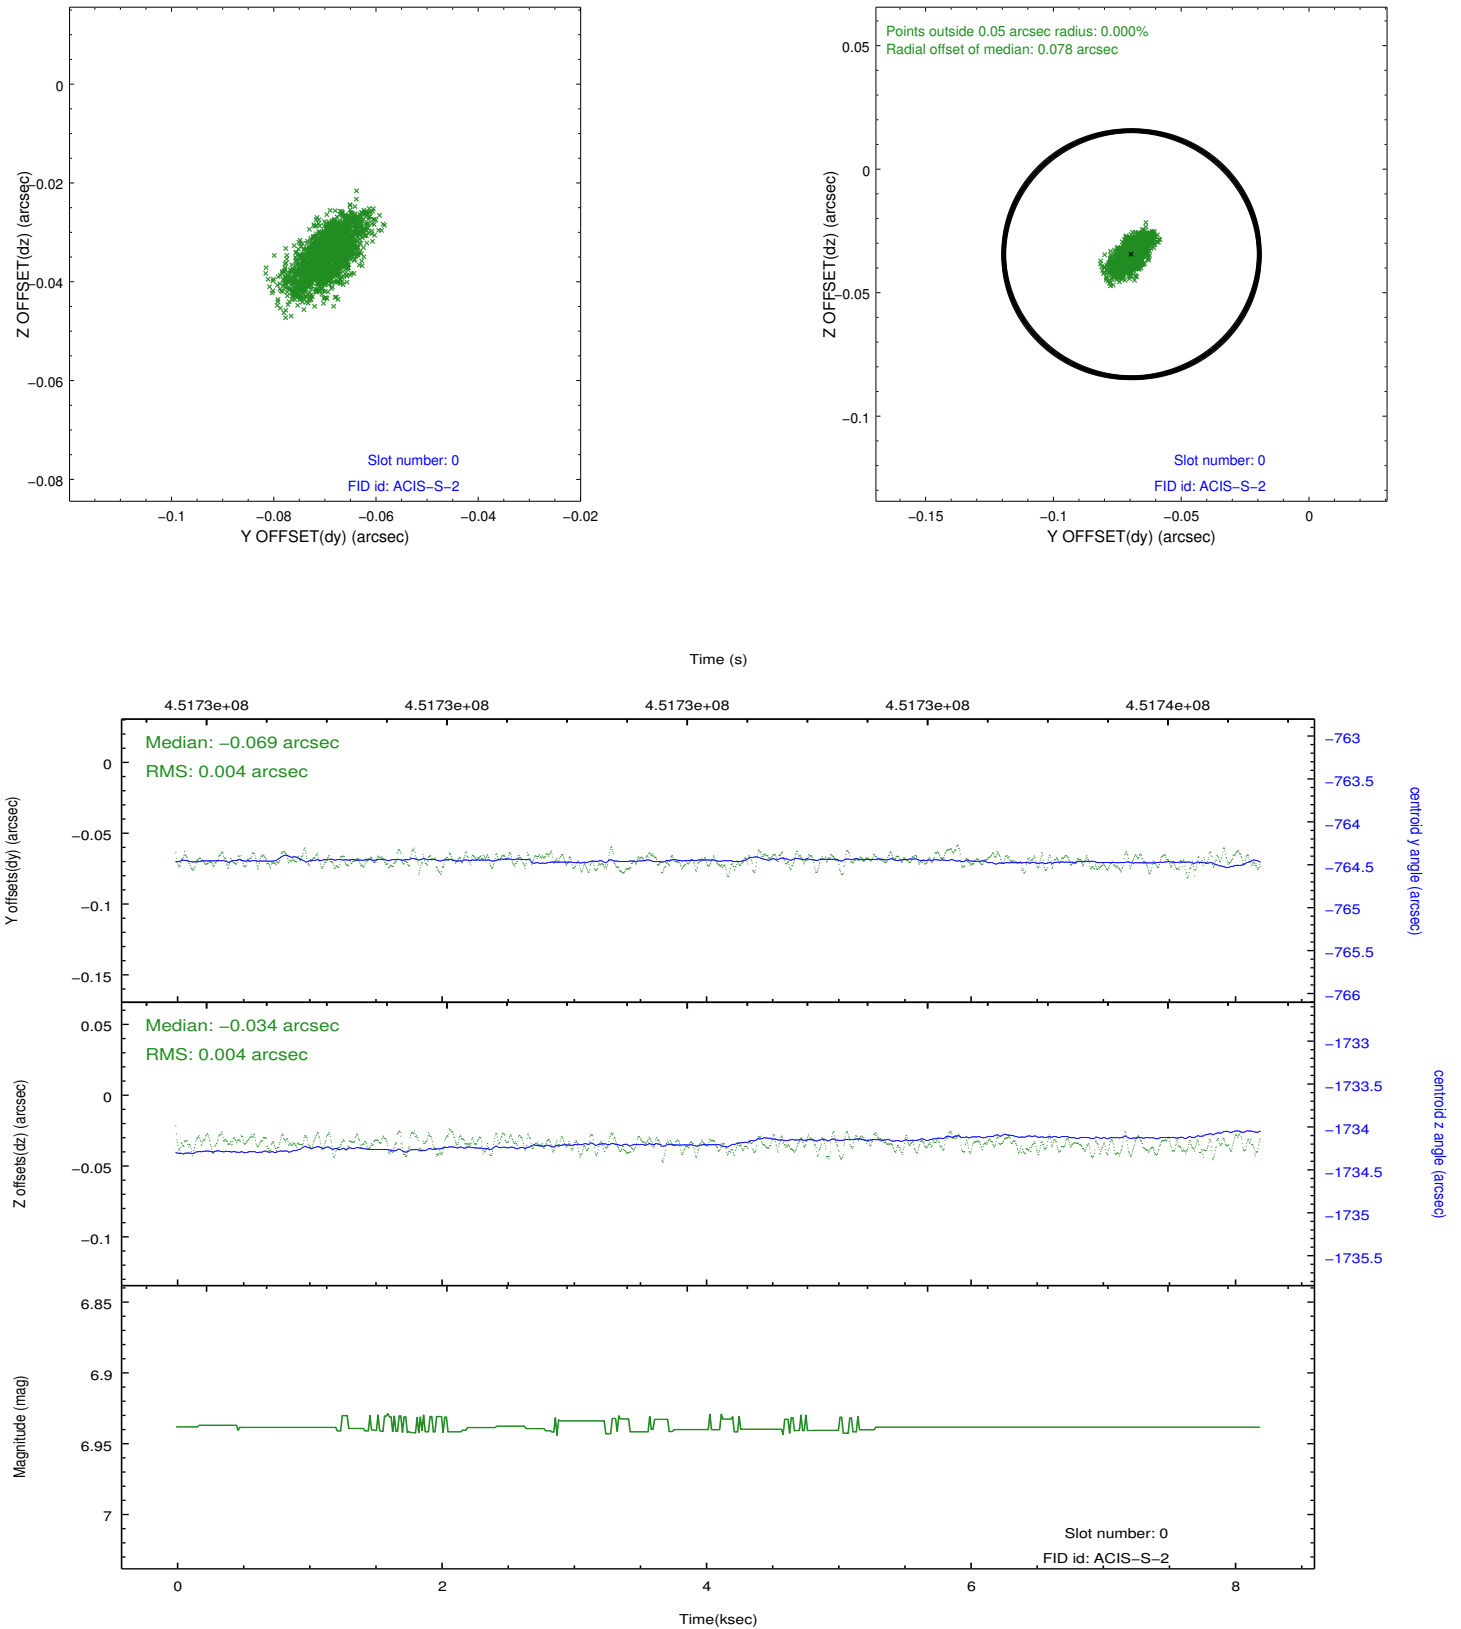 0
−0.02
−0.04
−0.06
−0.08
Z OFFSET(dz) (arcsec)
Slot number: 0
FID id: ACIS−S−2
−0.1
−0.08
−0.06
−0.04
−0.02
Y OFFSET(dy) (arcsec)
Points outside 0.05 arcsec radius: 0.000%
Radial offset of median: 0.078 arcsec
0.05
0
−0.05
−0.1
Z OFFSET(dz) (arcsec)
Slot number: 0
FID id: ACIS−S−2
−0.15
−0.1
−0.05
0
Y OFFSET(dy) (arcsec)
Time (s)
4.5173e+08
4.5173e+08
4.5173e+08
4.5173e+08
4.5174e+08
Median: −0.069 arcsec
RMS: 0.004 arcsec
0
−0.05
−0.1
−0.15
Y offsets(dy) (arcsec)
−763
−763.5
−764
−764.5
−765
−765.5
−766
centroid y angle (arcsec)
Median: −0.034 arcsec
RMS: 0.004 arcsec
0.05
0
−0.05
−0.1
Z offsets(dz) (arcsec)
−1733
−1733.5
−1734
−1734.5
−1735
−1735.5
centroid z angle (arcsec)
6.85
6.9
6.95
7
Magnitude (mag)
Slot number: 0
FID id: ACIS−S−2
0
2
4
6
8
Time(ksec)